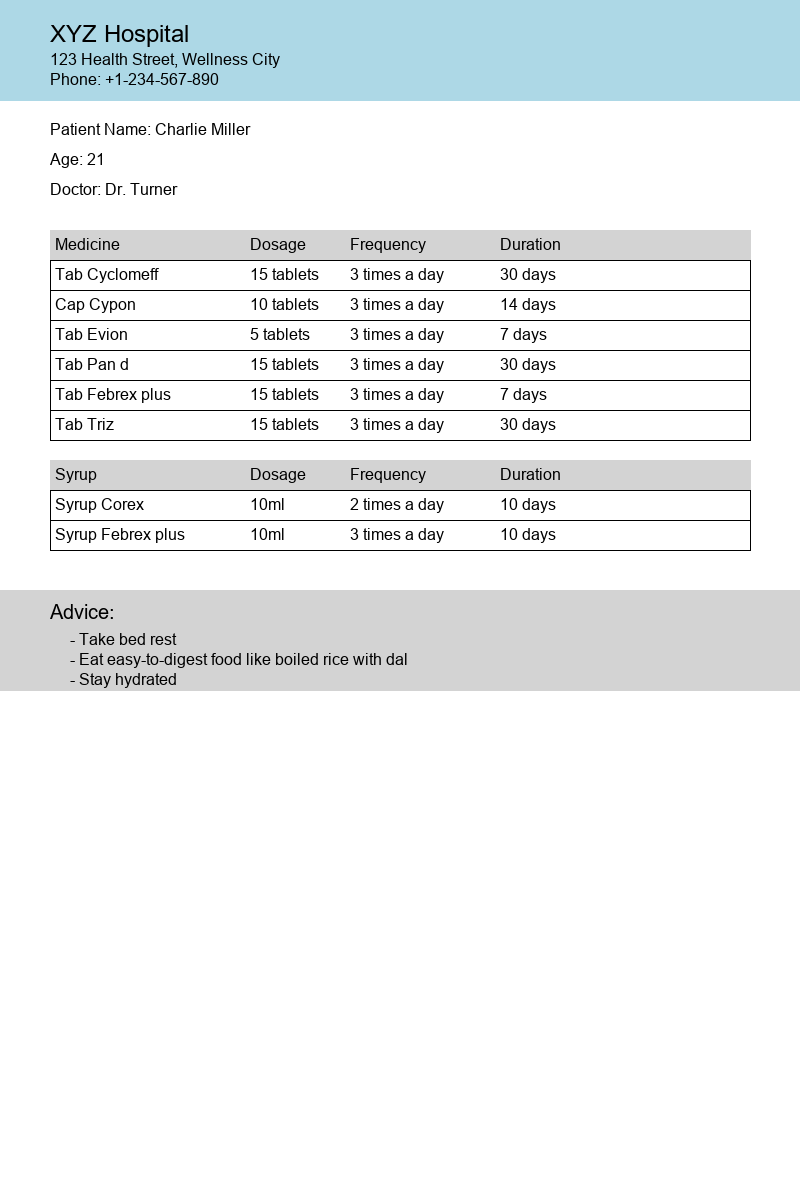 XYZ Hospital
123 Health Street, Wellness City
Phone: +1-234-567-890
Patient Name: Charlie Miller
Age: 21
Doctor: Dr. Turner
Medicine Dosage Frequency Duration
Tab Cyclomeff 15 tablets 3 times a day 30 days
Cap Cypon 10 tablets 3 times a day 14 days
Tab Evion 5 tablets 3 times a day 7 days
Tab Pan d 15 tablets 3 times a day 30 days
Tab Febrex plus 15 tablets 3 times a day 7 days
Tab Triz 15 tablets 3 times a day 30 days
Syrup Dosage Frequency Duration
Syrup Corex 10ml 2 times a day 10 days
Syrup Febrex plus 10ml 3 times a day 10 days
Advice:
- Take bed rest
- Eat easy-to-digest food like boiled rice with dal
- Stay hydrated